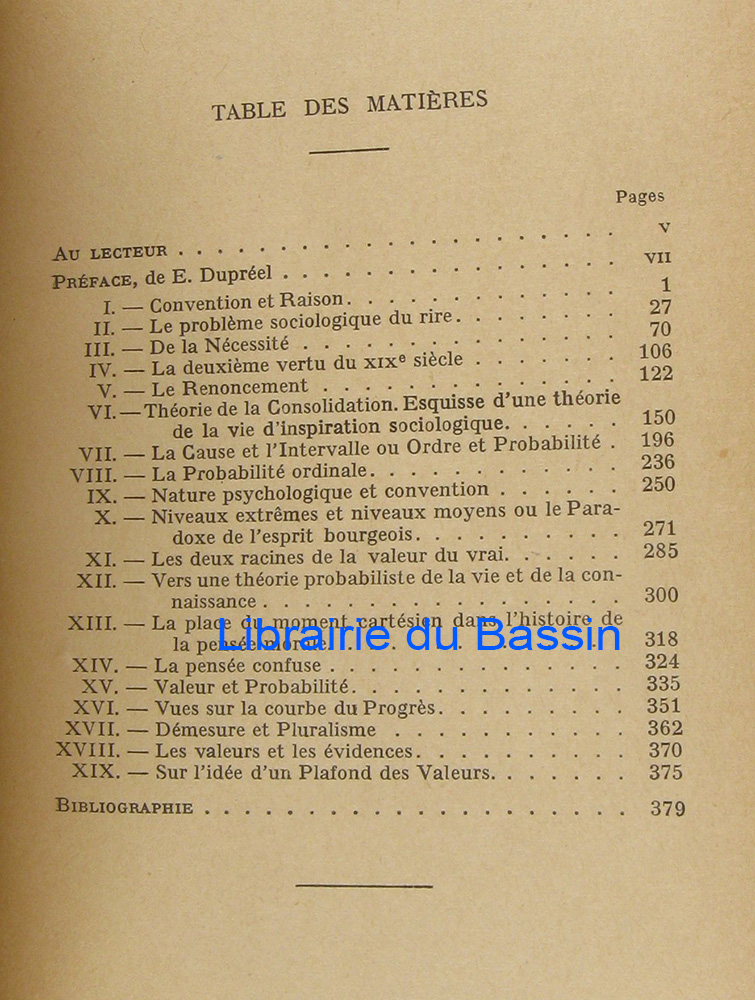 TABLE DES MATIÈRES
Pages
AU LECTEUR . . . . . . . . . . . . . . . . . . V
PRÉFACE, de E. Dupréel . . . . . . . . . . . . . VII
I. — Convention et Raison. . . . . . . . . . . . . 1
II. — Le problème sociologique du rire. . . . . . . . 27
III. — De la Nécessité . . . . . . . . . . . . . 70
IV. — La deuxième vertu du XIXe siècle . . . . . . . 106
V. — Le Renoncement . . . . . . . . . . . . . 122
VI. — Théorie de la Consolidation. Esquisse d'une théorie
de la vie d'inspiration sociologique. . . . . . 150
VII. — La Cause et l'Intervalle ou Ordre et Probabilité . 196
VIII. — La Probabilité ordinale. . . . . . . . . . . 236
IX. — Nature psychologique et convention . . . . . . 250
X. — Niveaux extrêmes et niveaux moyens ou le Para-
doxe de l'esprit bourgeois. . . . . . . . . . 271
XI. — Les deux racines de la valeur du vrai. . . . . . 285
XII. — Vers une théorie probabiliste de la vie et de la con-
naissance . . . . . . . . . . . . . . . . . 300
XIII. — La place du moment cartésien dans l'histoire de
la pensée morale. . . . . . . . . . . . . . 318
Librairie du Bassin
XIV. — La pensée confuse . . . . . . . . . . . . . 324
XV. — Valeur et Probabilité. . . . . . . . . . . . 335
XVI. — Vues sur la courbe du Progrès. . . . . . . . . 351
XVII. — Démesure et Pluralisme . . . . . . . . . . 362
XVIII. — Les valeurs et les évidences. . . . . . . . . . 370
XIX. — Sur l'idée d'un Plafond des Valeurs. . . . . . . 375
BIBLIOGRAPHIE . . . . . . . . . . . . . . . . . 379